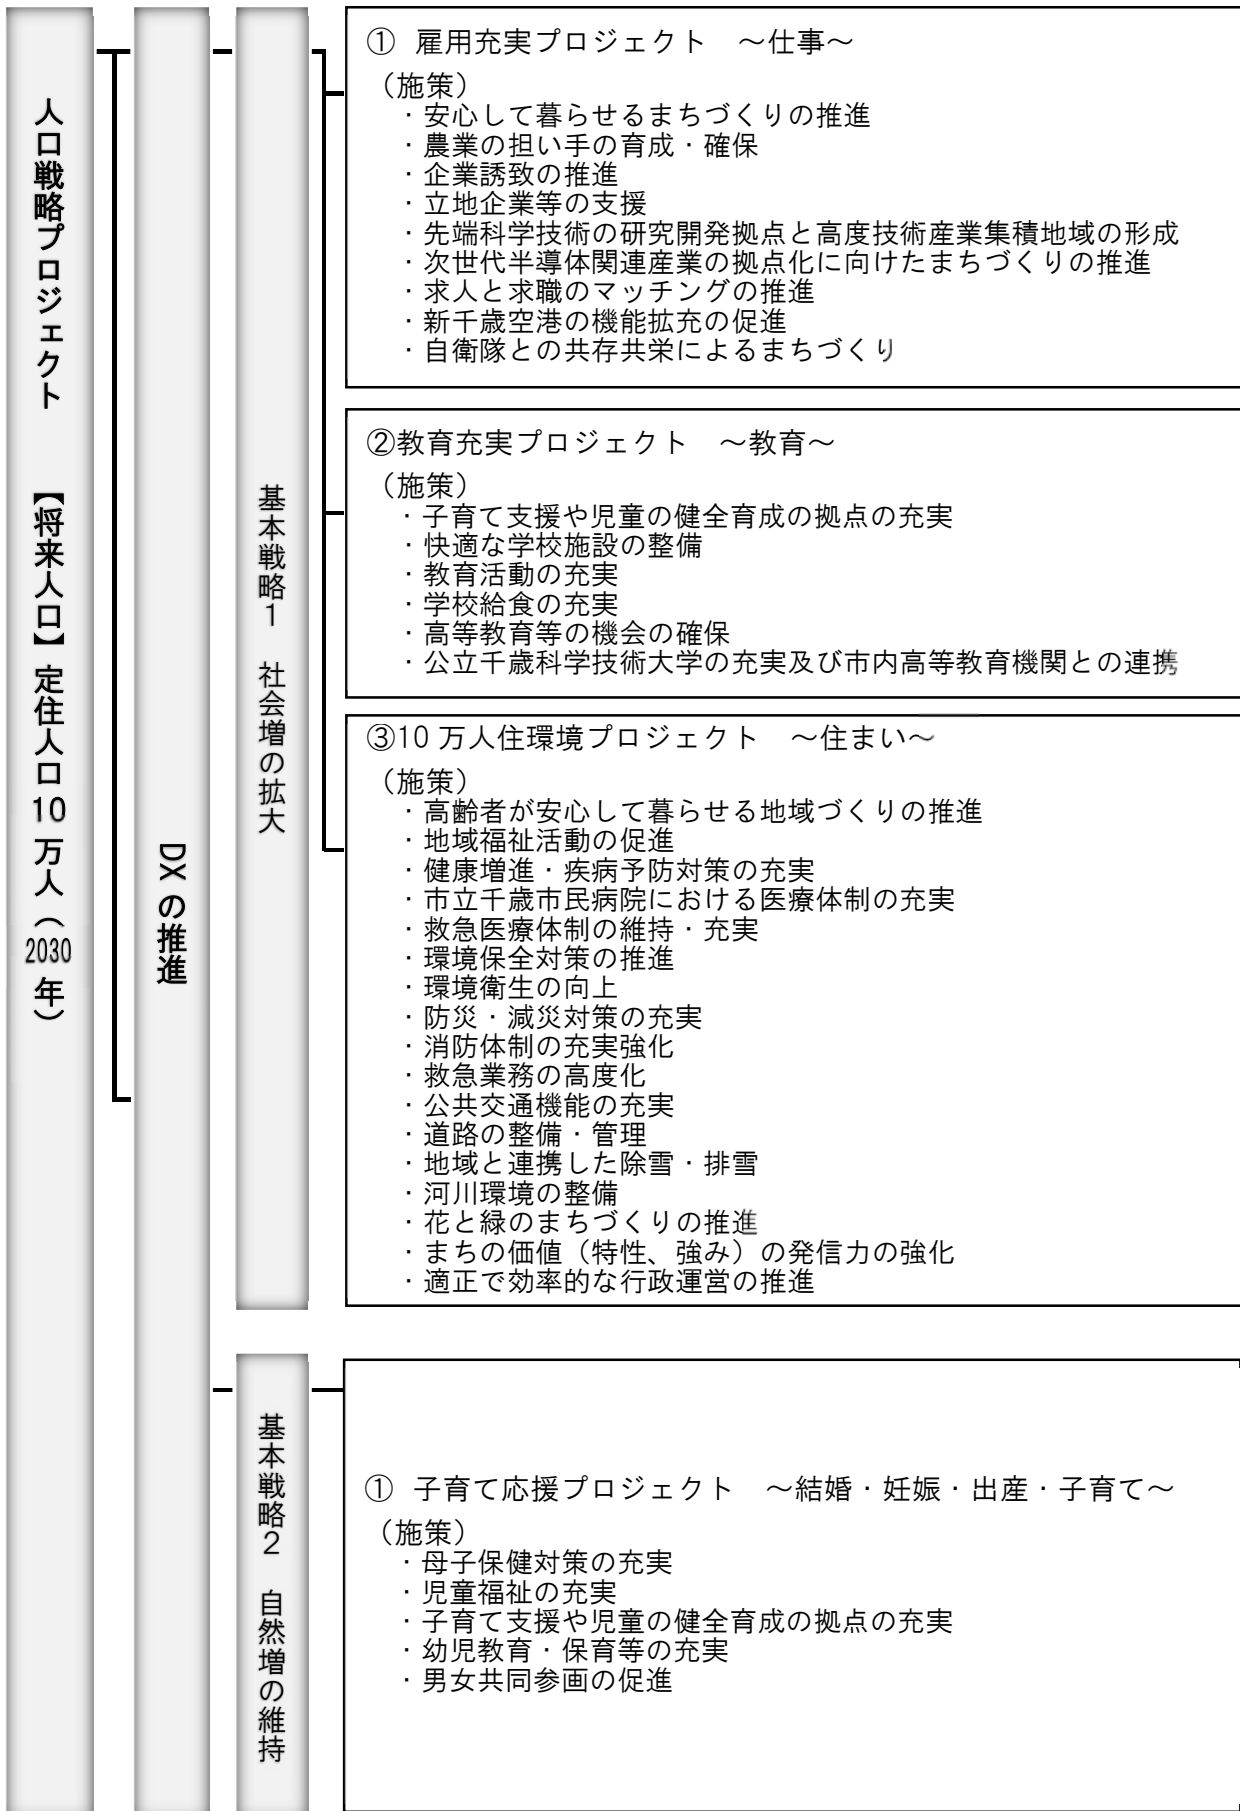 人口戦略プロジェクト　【将来人口】定住人口10万人（2030年）
DXの推進
基本戦略1　社会増の拡大
①　雇用充実プロジェクト　～仕事～
（施策）
・安心して暮らせるまちづくりの推進
・農業の担い手の育成・確保
・企業誘致の推進
・立地企業等の支援
・先端科学技術の研究開発拠点と高度技術産業集積地域の形成
・次世代半導体関連産業の拠点化に向けたまちづくりの推進
・求人と求職のマッチングの推進
・新千歳空港の機能拡充の促進
・自衛隊との共存共栄によるまちづくり
②教育充実プロジェクト　～教育～
（施策）
・子育て支援や児童の健全育成の拠点の充実
・快適な学校施設の整備
・教育活動の充実
・学校給食の充実
・高等教育等の機会の確保
・公立千歳科学技術大学の充実及び市内高等教育機関との連携
③10万人住環境プロジェクト　～住まい～
（施策）
・高齢者が安心して暮らせる地域づくりの推進
・地域福祉活動の促進
・健康増進・疾病予防対策の充実
・市立千歳市民病院における医療体制の充実
・救急医療体制の維持・充実
・環境保全対策の推進
・環境衛生の向上
・防災・減災対策の充実
・消防体制の充実強化
・救急業務の高度化
・公共交通機能の充実
・道路の整備・管理
・地域と連携した除雪・排雪
・河川環境の整備
・花と緑のまちづくりの推進
・まちの価値（特性、強み）の発信力の強化
・適正で効率的な行政運営の推進
基本戦略2　自然増の維持
①　子育て応援プロジェクト　～結婚・妊娠・出産・子育て～
（施策）
・母子保健対策の充実
・児童福祉の充実
・子育て支援や児童の健全育成の拠点の充実
・幼児教育・保育等の充実
・男女共同参画の促進